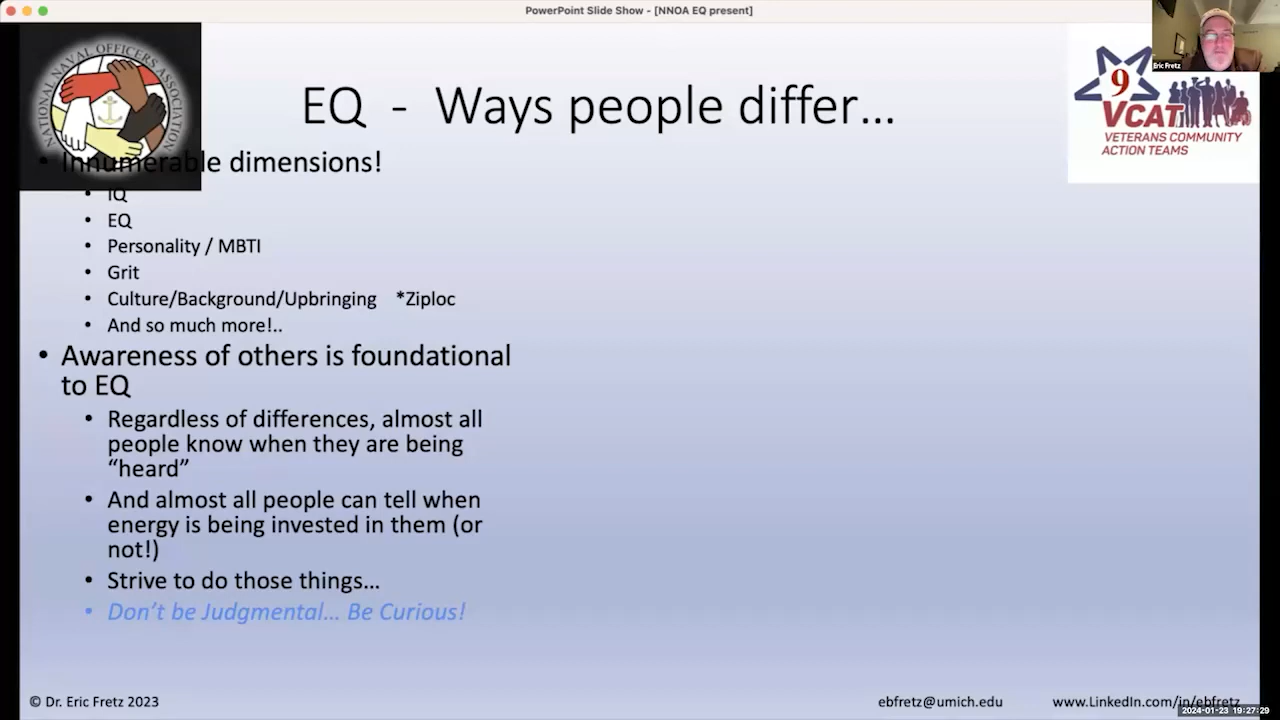 PowerPoint Slide Show - [NNOA EQ present]
NATIONAL NAVAL OFFICERS ASSOCIATION
Eric Fretz
9
VCAT
VETERANS COMMUNITY
ACTION TEAMS
EQ - Ways people differ...
• Innumerable dimensions!
• IQ
• EQ
• Personality / MBTI
• Grit
• Culture/Background/Upbringing *Ziploc
• And so much more!..
• Awareness of others is foundational
to EQ
• Regardless of differences, almost all
people know when they are being
“heard”
• And almost all people can tell when
energy is being invested in them (or
not!)
• Strive to do those things...
• Don’t be Judgmental... Be Curious!
© Dr. Eric Fretz 2023
ebfretz@umich.edu
www.LinkedIn.com/in/ebfretz
2024-01-23 19:27:29